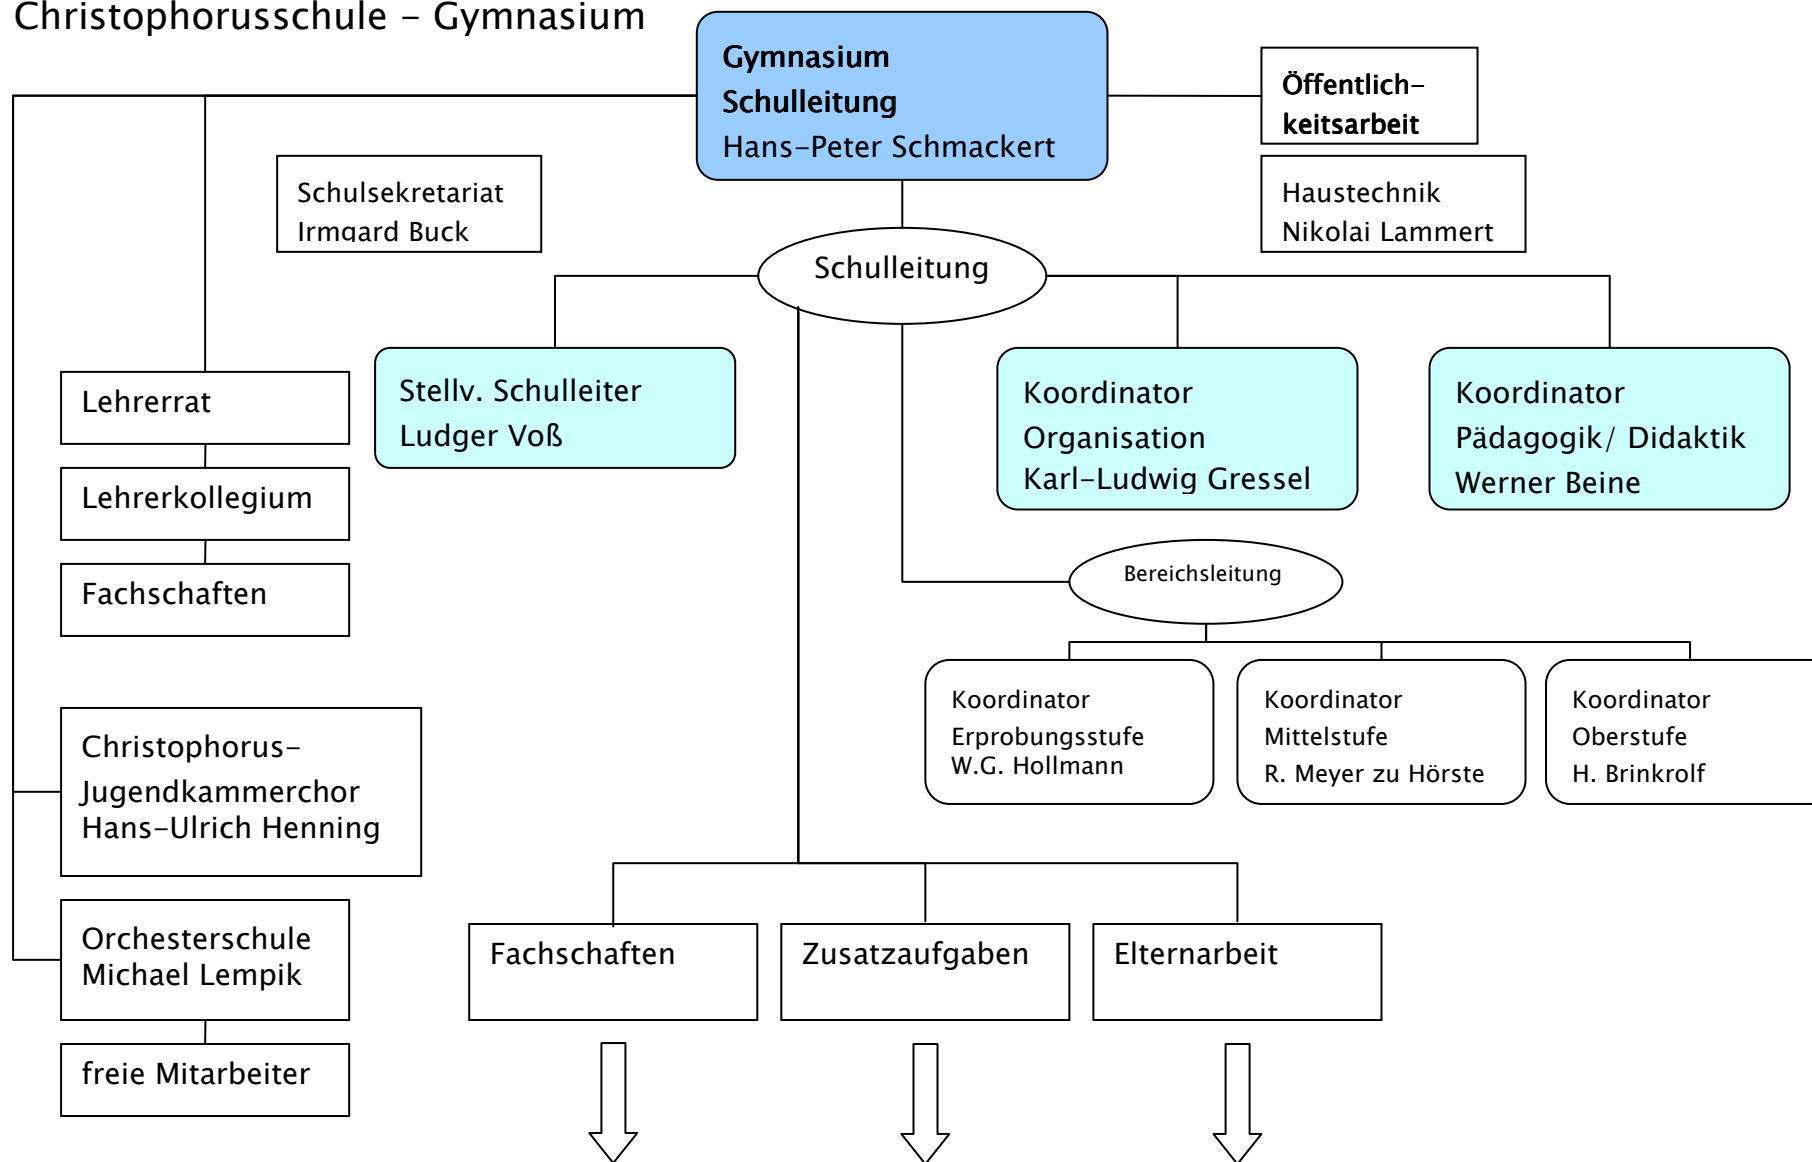 Christophorusschule – Gymnasium
Gymnasium
Schulleitung
Hans-Peter Schmackert
Öffentlich-
keitsarbeit
Schulsekretariat
Irmgard Buck
Haustechnik
Nikolai Lammert
Schulleitung
Lehrerrat
Lehrerkollegium
Fachschaften
Stellv. Schulleiter
Ludger Voß
Koordinator
Organisation
Karl-Ludwig Gressel
Koordinator
Pädagogik/ Didaktik
Werner Beine
Bereichsleitung
Koordinator
Erprobungsstufe
W.G. Hollmann
Koordinator
Mittelstufe
R. Meyer zu Hörste
Koordinator
Oberstufe
H. Brinkrolf
Christophorus-
Jugendkammerchor
Hans-Ulrich Henning
Orchesterschule
Michael Lempik
freie Mitarbeiter
Fachschaften
Zusatzaufgaben
Elternarbeit